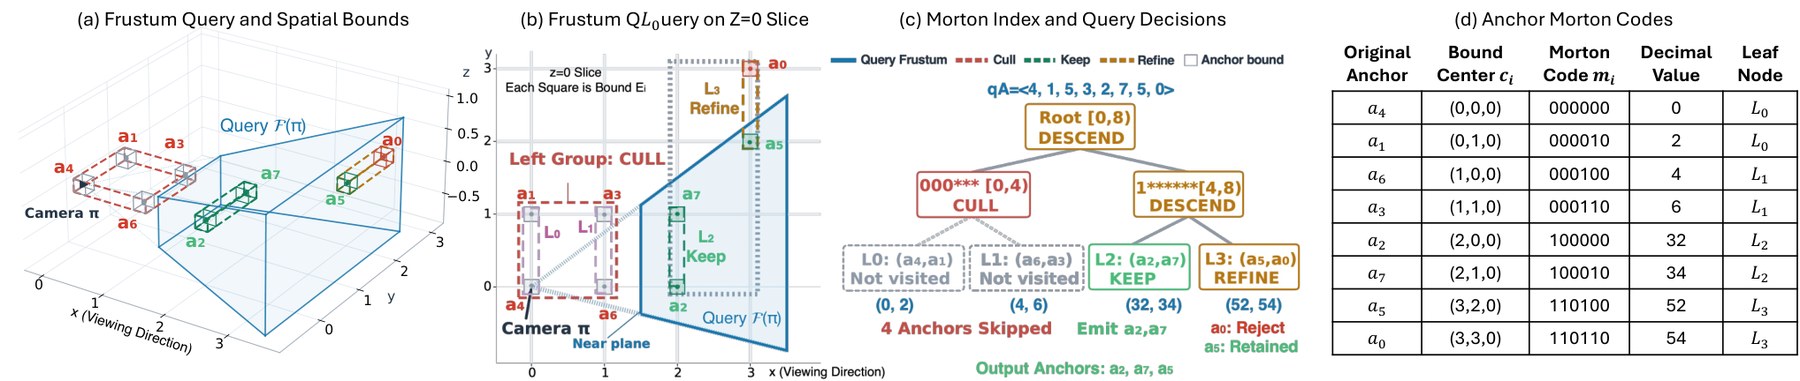 (a) Frustum Query and Spatial Bounds
Query F(π)
a1
a3
a4
a6
a7
a2
a0
a5
Camera π
z
1.0
0.5
0.0
−0.5
0
1
2
3
x (Viewing Direction)
0
1
2
3
y
(b) Frustum QL0uery on Z=0 Slice
y
3
2
1
0
z=0 Slice
Each Square is Bound Ei
L3
Refine
a0
a5
Left Group: CULL
a1
a3
a7
L0
L1
L2
Keep
a4
a6
a2
Camera π
Near plane
Query F(π)
0
1
2
3
x (Viewing Direction)
(c) Morton Index and Query Decisions
Query Frustum
Cull
Keep
Refine
Anchor bound
qA=<4, 1, 5, 3, 2, 7, 5, 0>
Root [0,8)
DESCEND
000*** [0,4)
CULL
1******[4,8)
DESCEND
L0: (a4,a1)
Not visited
L1: (a6,a3)
Not visited
L2: (a2,a7)
KEEP
L3: (a5,a0)
REFINE
(0, 2)
(4, 6)
(32, 34)
(52, 54)
4 Anchors Skipped
Emit a2,a7
a0: Reject
a5: Retained
Output Anchors: a2, a7, a5
(d) Anchor Morton Codes
Original Anchor Bound Center ci Morton Code mi Decimal Value Leaf Node
a4 (0,0,0) 000000 0 L0
a1 (0,1,0) 000010 2 L0
a6 (1,0,0) 000100 4 L1
a3 (1,1,0) 000110 6 L1
a2 (2,0,0) 100000 32 L2
a7 (2,1,0) 100010 34 L2
a5 (3,2,0) 110100 52 L3
a0 (3,3,0) 110110 54 L3